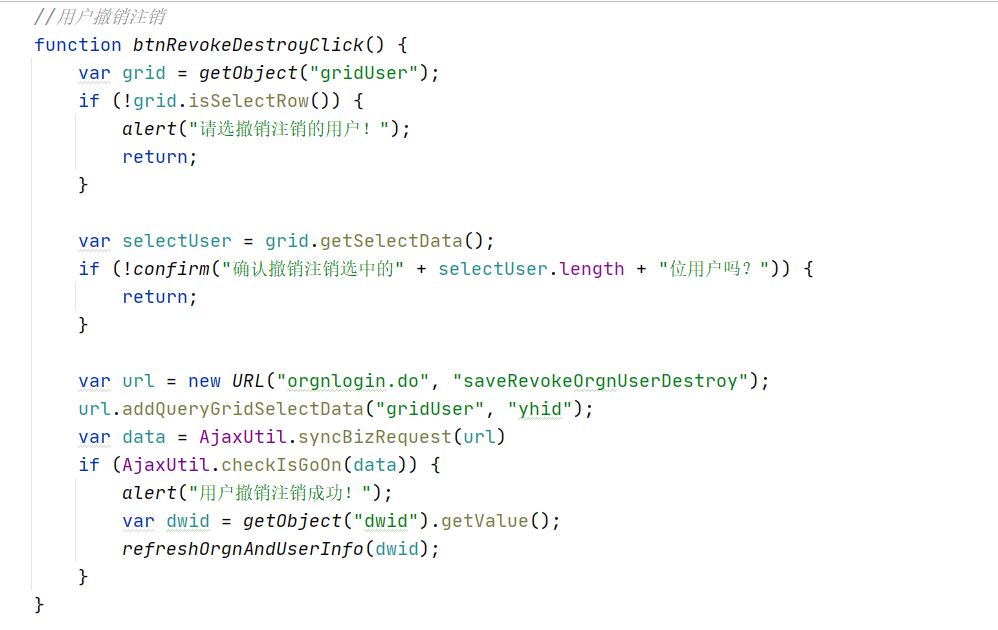 //用户撤销注销
function btnRevokeDestroyClick() {
    var grid = getObject("gridUser");
    if (!grid.isSelectRow()) {
        alert("请选撤销注销的用户！");
        return;
    }

    var selectUser = grid.getSelectData();
    if (!confirm("确认撤销注销选中的" + selectUser.length + "位用户吗？")) {
        return;
    }

    var url = new URL("orgnlogin.do", "saveRevokeOrgnUserDestroy");
    url.addQueryGridSelectData("gridUser", "yhid");
    var data = AjaxUtil.syncBizRequest(url)
    if (AjaxUtil.checkIsGoOn(data)) {
        alert("用户撤销注销成功！");
        var dwid = getObject("dwid").getValue();
        refreshOrgnAndUserInfo(dwid);
    }
}